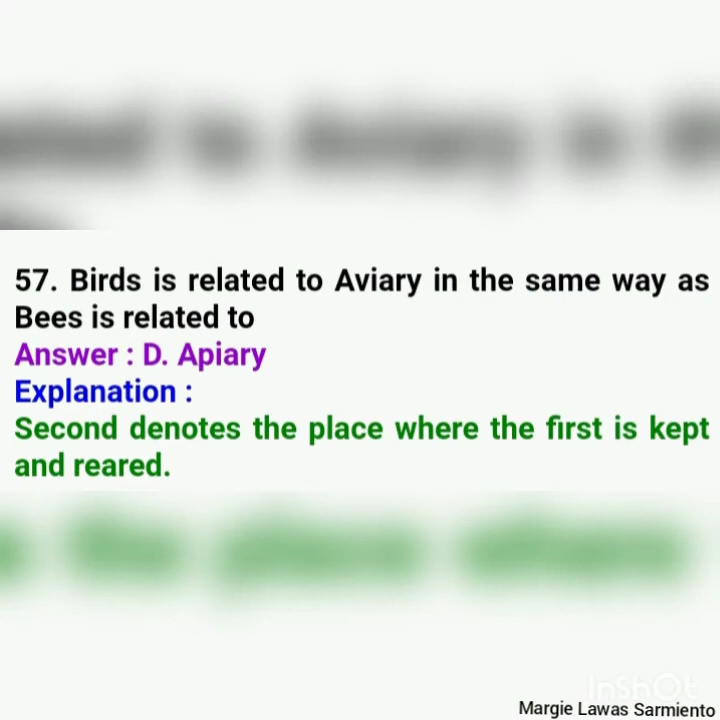 57. Birds is related to Aviary in the same way as
Bees is related to
Answer : D. Apiary
Explanation :
Second denotes the place where the first is kept
and reared.
InShOt
Margie Lawas Sarmiento